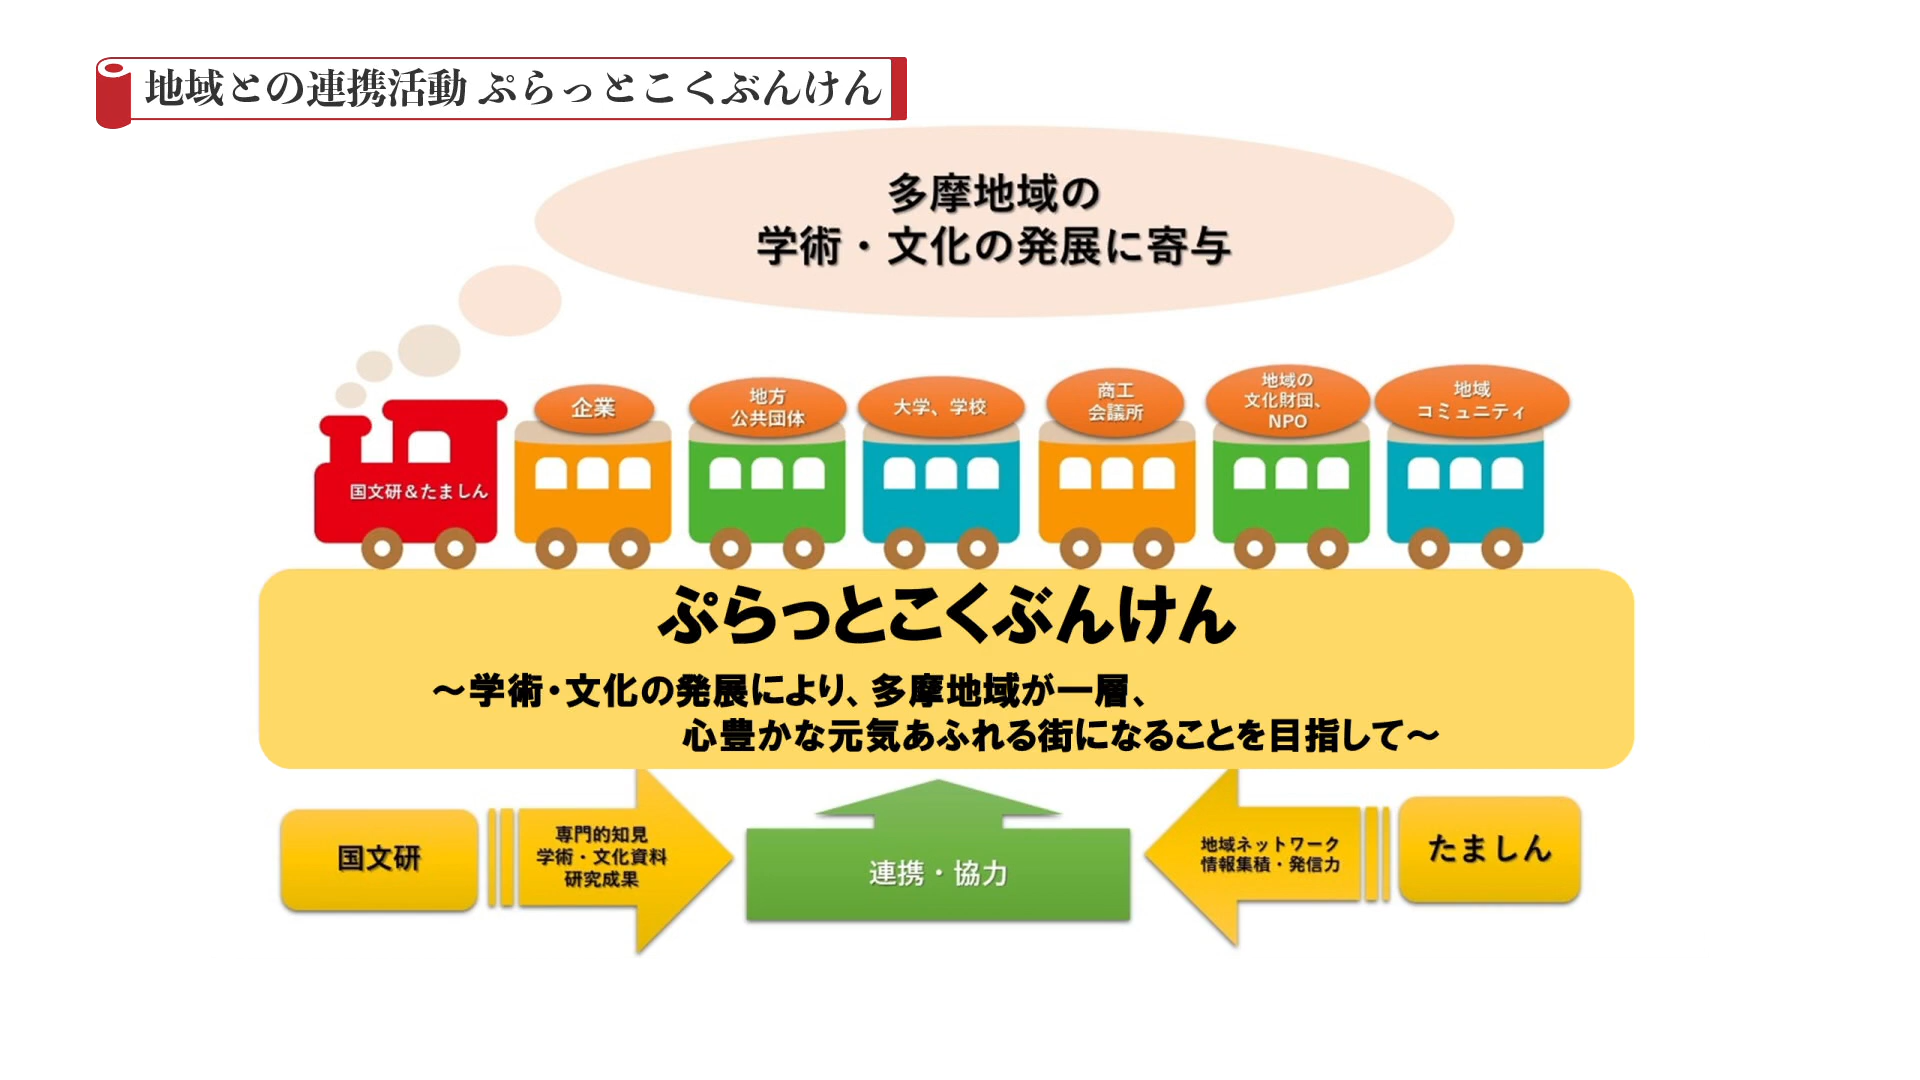 地域との連携活動 ぷらっとこくぶんけん
多摩地域の
学術・文化の発展に寄与
国文研＆たましん
企業
地方
公共団体
大学、学校
商工
会議所
地域の
文化財団、
NPO
地域
コミュニティ
ぷらっとこくぶんけん
～学術・文化の発展により、多摩地域が一層、
心豊かな元気あふれる街になることを目指して～
国文研
専門的知見
学術・文化資料
研究成果
連携・協力
地域ネットワーク
情報集積・発信力
たましん